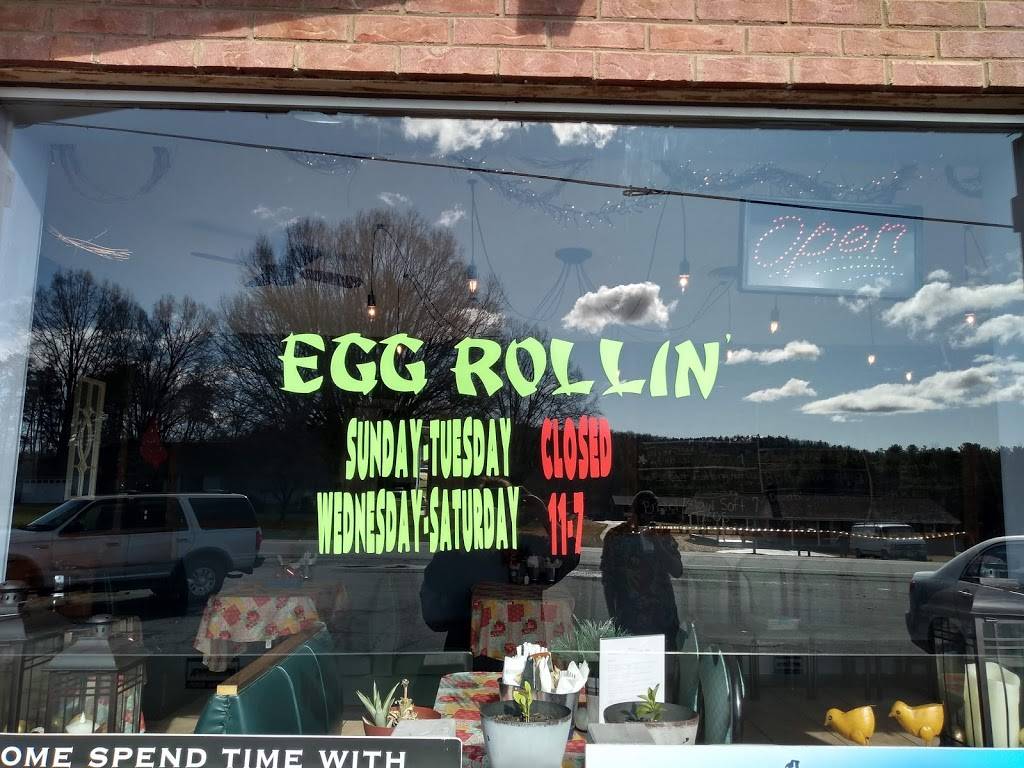 Open
EGG ROLLIN'
SUNDAY-TUESDAY CLOSED
WEDNESDAY-SATURDAY 11-7
OME SPEND TIME WITH